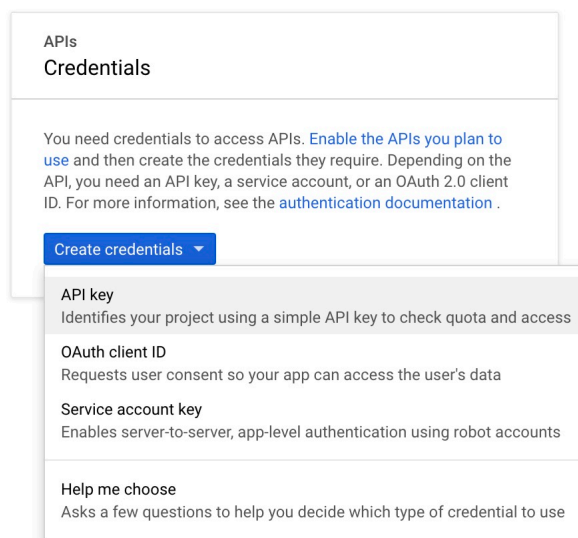 APIs
Credentials
You need credentials to access APIs. Enable the APIs you plan to
use and then create the credentials they require. Depending on the
API, you need an API key, a service account, or an OAuth 2.0 client
ID. For more information, see the authentication documentation .
Create credentials
API key
Identifies your project using a simple API key to check quota and access
OAuth client ID
Requests user consent so your app can access the user's data
Service account key
Enables server-to-server, app-level authentication using robot accounts
Help me choose
Asks a few questions to help you decide which type of credential to use